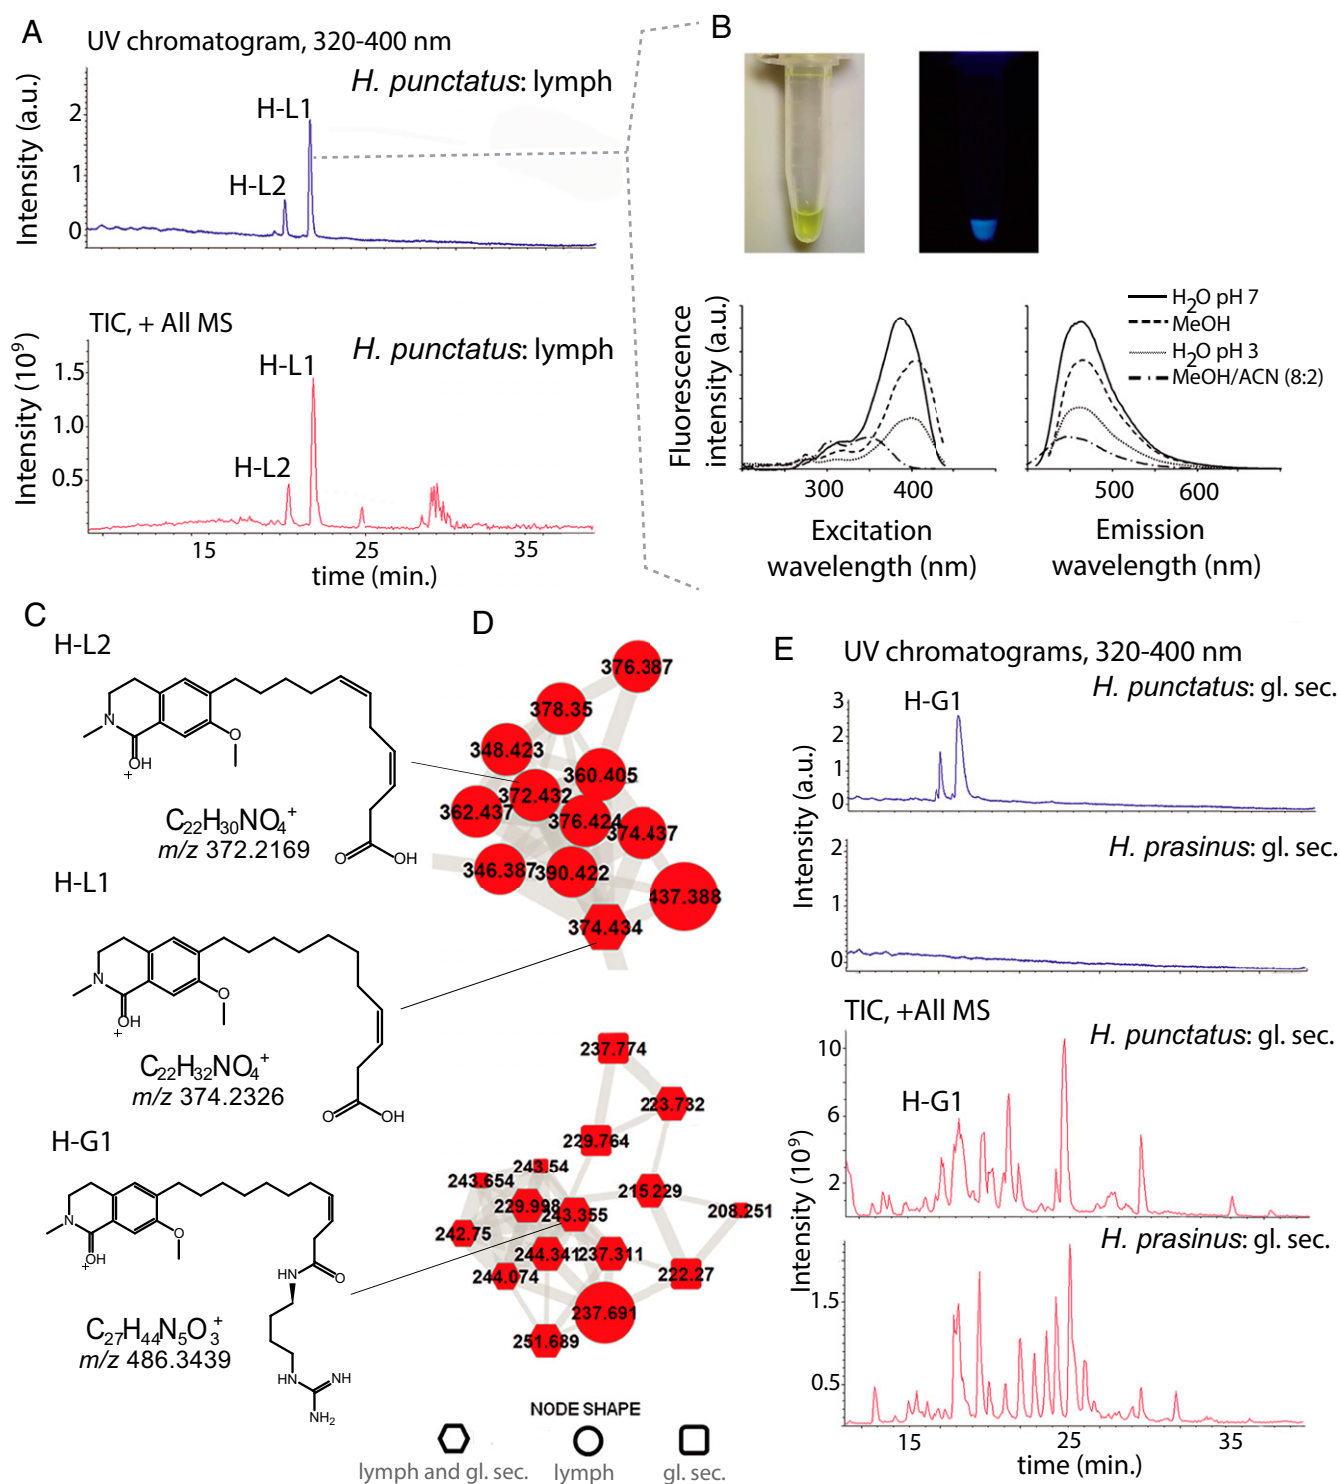 A
UV chromatogram, 320-400 nm
H. punctatus: lymph
H-L1
H-L2
Intensity (a.u.)
2
1
0
TIC, + All MS
H. punctatus: lymph
H-L1
H-L2
Intensity (10⁹)
1.5
1.0
0.5
15
25
35
time (min.)
B
Fluorescence
intensity (a.u.)
300
400
Excitation
wavelength (nm)
H₂O pH 7
MeOH
H₂O pH 3
MeOH/ACN (8:2)
500
600
Emission
wavelength (nm)
C
H-L2
N
OH
+
O
O
OH
C₂₂H₃₀NO₄⁺
m/z 372.2169
H-L1
N
OH
+
O
O
OH
C₂₂H₃₂NO₄⁺
m/z 374.2326
H-G1
N
OH
+
O
NH
O
NH
NH
NH₂
C₂₇H₄₄N₅O₃⁺
m/z 486.3439
D
376.387
378.35
348.423
360.405
372.432
362.437
376.424
374.437
346.387
390.422
437.388
374.434
237.774
223.732
229.764
243.54
243.654
215.229
229.998
243.355
208.251
242.75
244.341
237.311
244.074
222.27
237.691
251.689
NODE SHAPE
lymph and gl. sec.
lymph
gl. sec.
E
UV chromatograms, 320-400 nm
H. punctatus: gl. sec.
H-G1
3
2
1
0
H. prasinus: gl. sec.
Intensity (a.u.)
2
1
0
TIC, +All MS
H. punctatus: gl. sec.
H-G1
10
6
2
Intensity (10⁹)
H. prasinus: gl. sec.
1.5
0.5
15
25
35
time (min.)